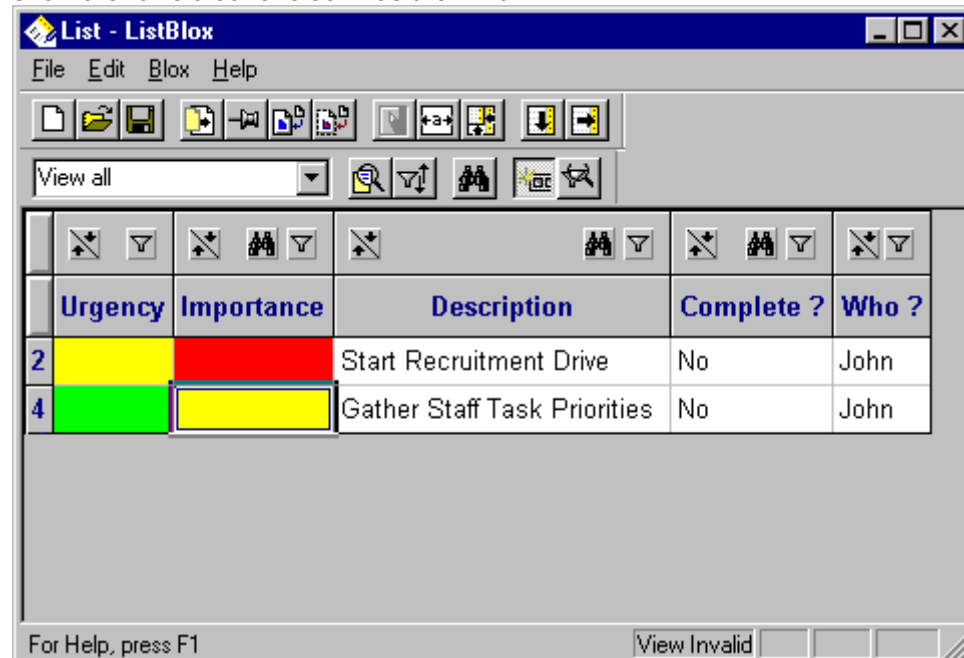 List - ListBlox
File Edit Blox Help
View all
Urgency Importance Description Complete ? Who ?
2 Start Recruitment Drive No John
4 Gather Staff Task Priorities No John
For Help, press F1 View Invalid